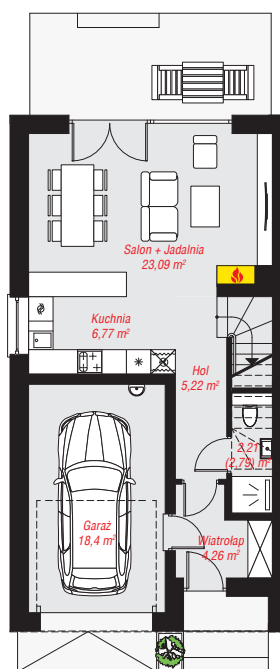 Salon + Jadalnia
23,09 m²
Kuchnia
6,77 m²
Hol
5,22 m²
2.21
(2,79) m²
Garaż
18,4 m²
Wiatrołap
4,26 m²